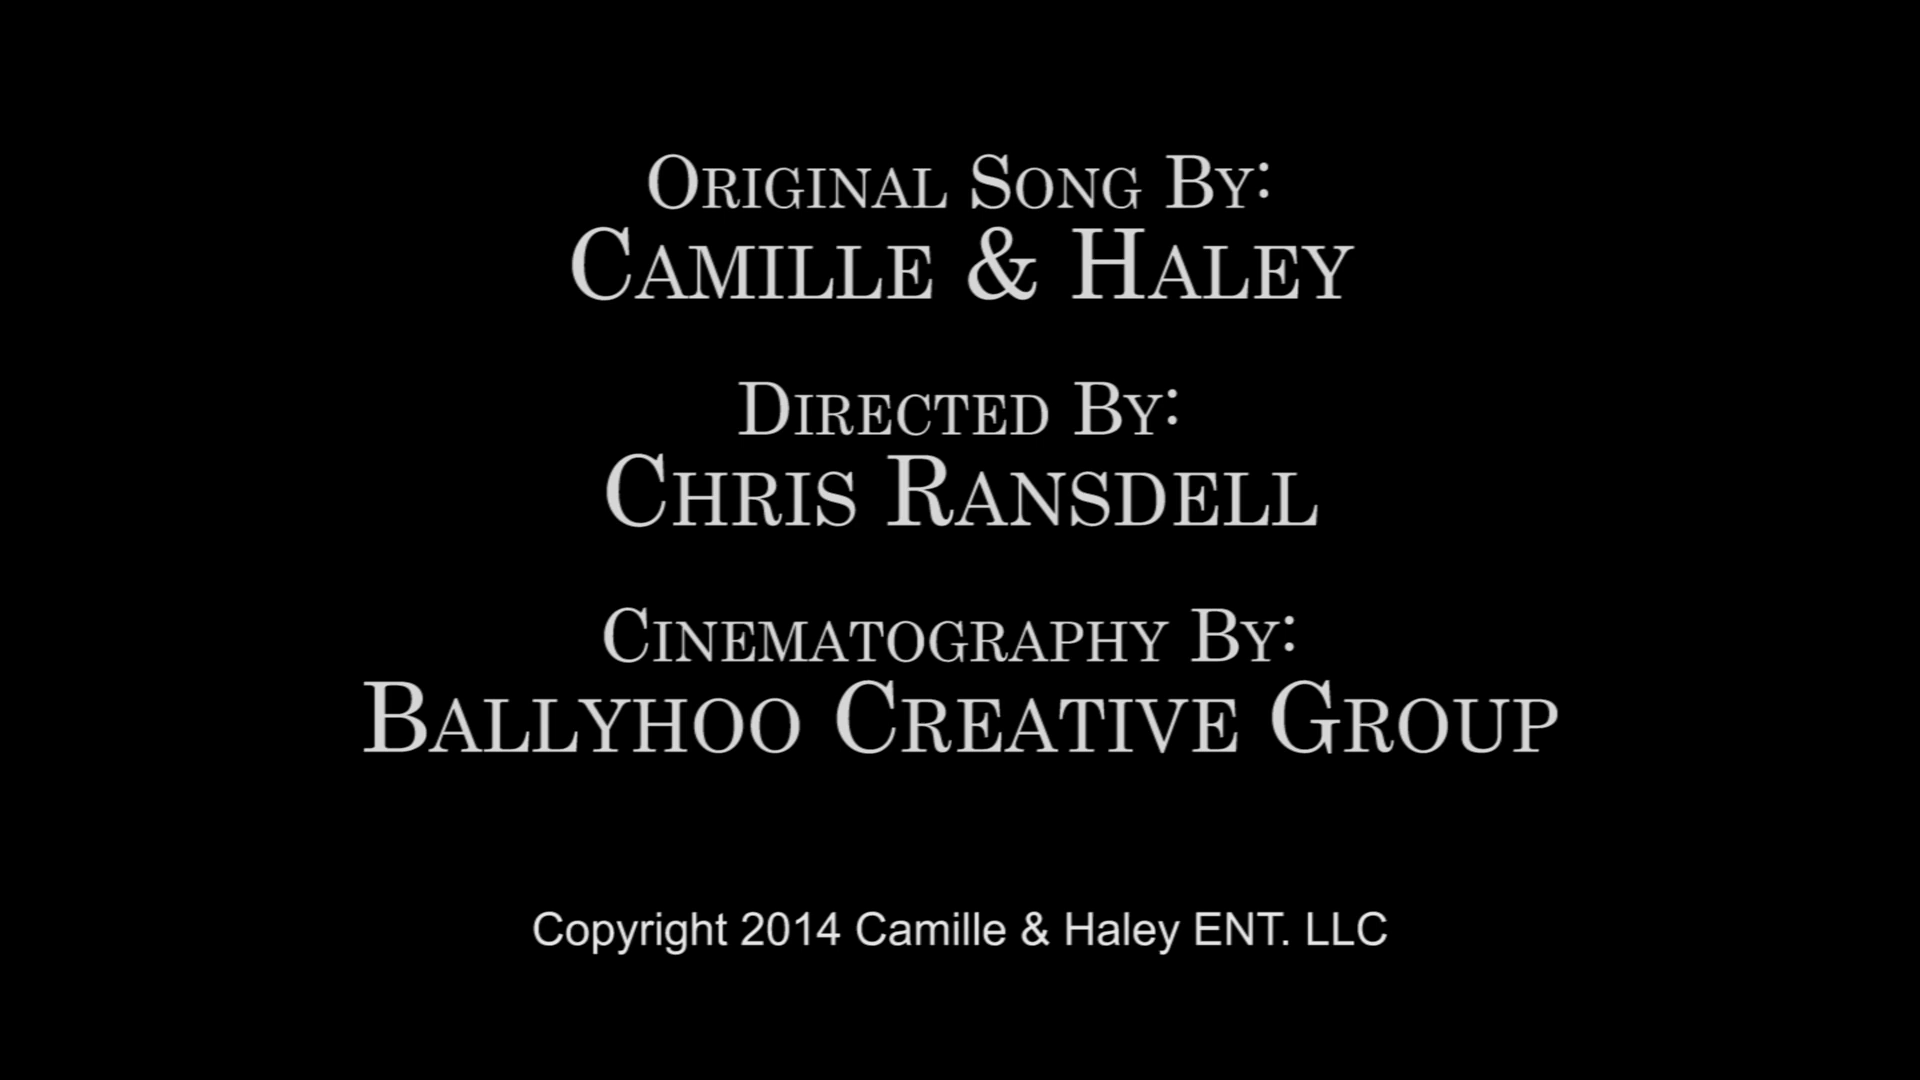 Original Song By:
Camille & Haley
Directed By:
Chris Ransdell
Cinematography By:
Ballyhoo Creative Group
Copyright 2014 Camille & Haley ENT. LLC